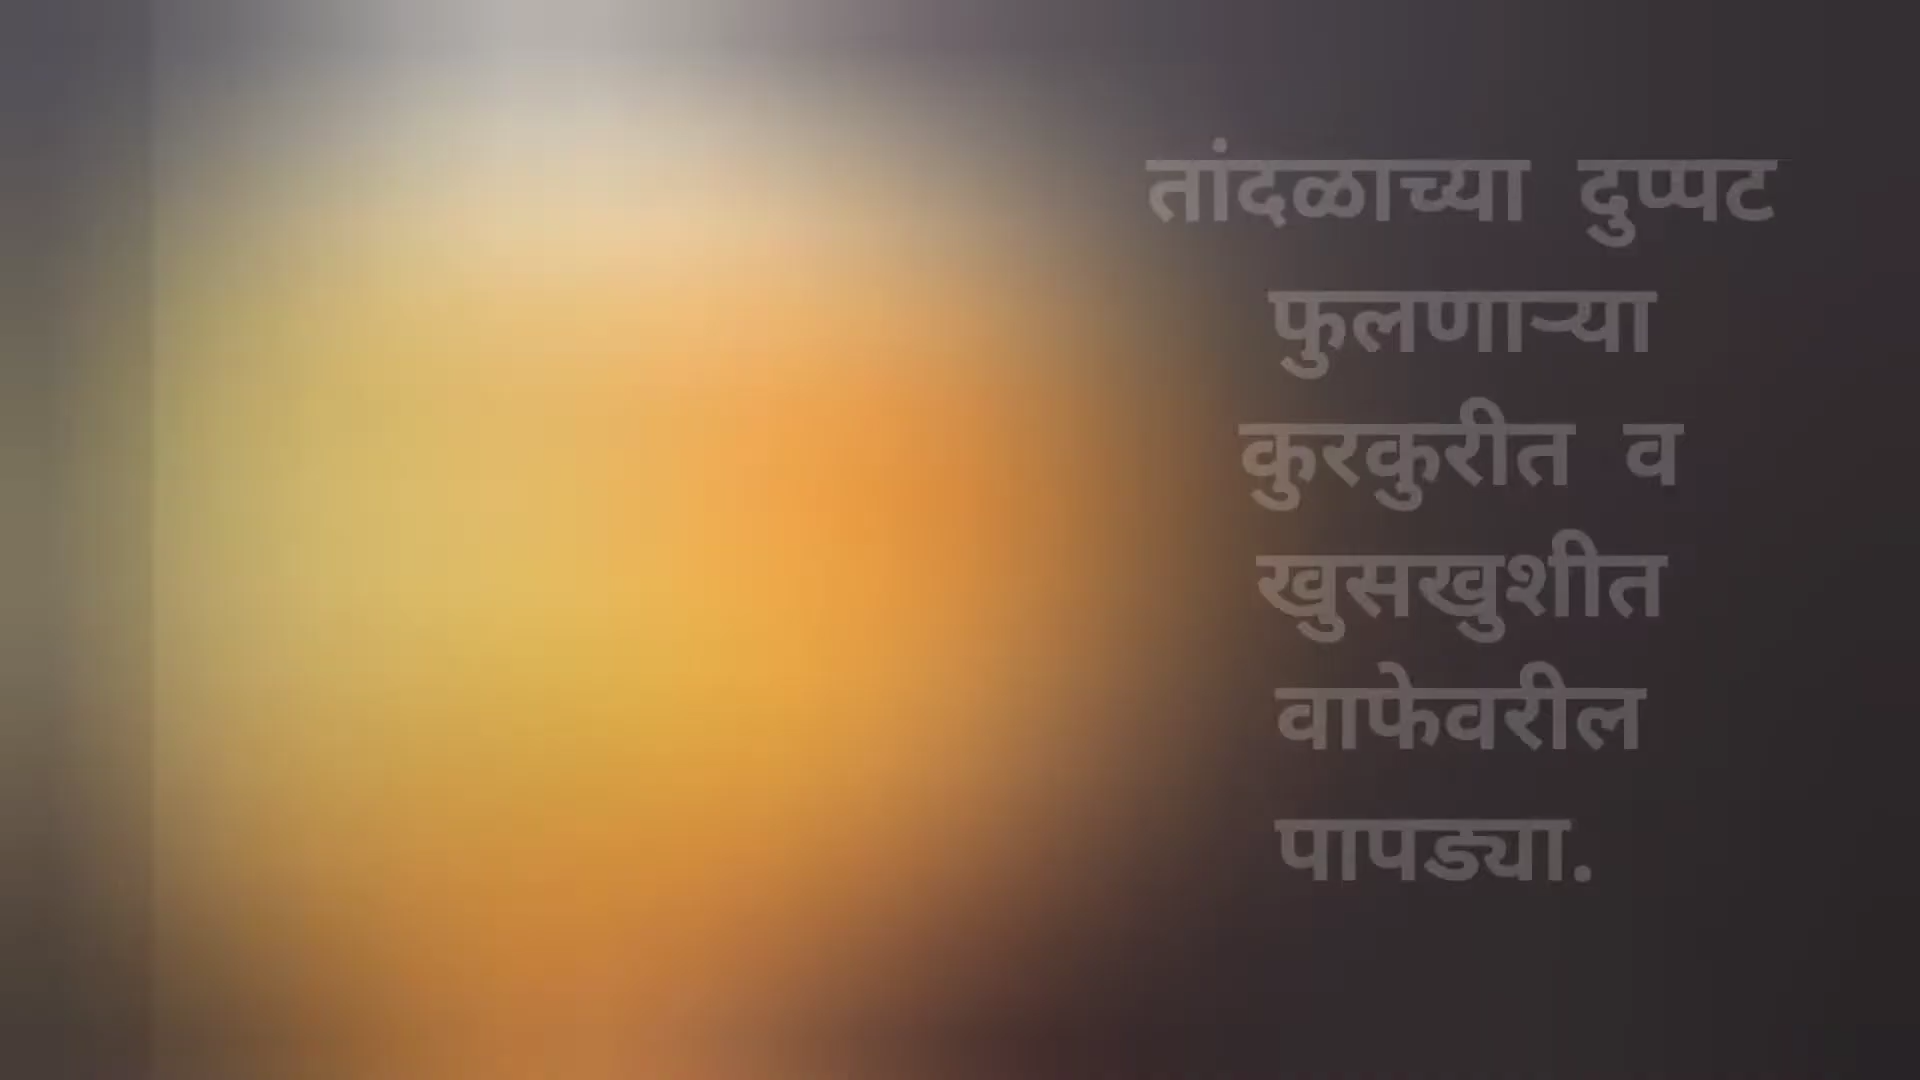 तांदळाच्या दुप्पट
फुलणाऱ्या
कुरकुरीत व
खुसखुशीत
वाफेवरील
पापड्या.